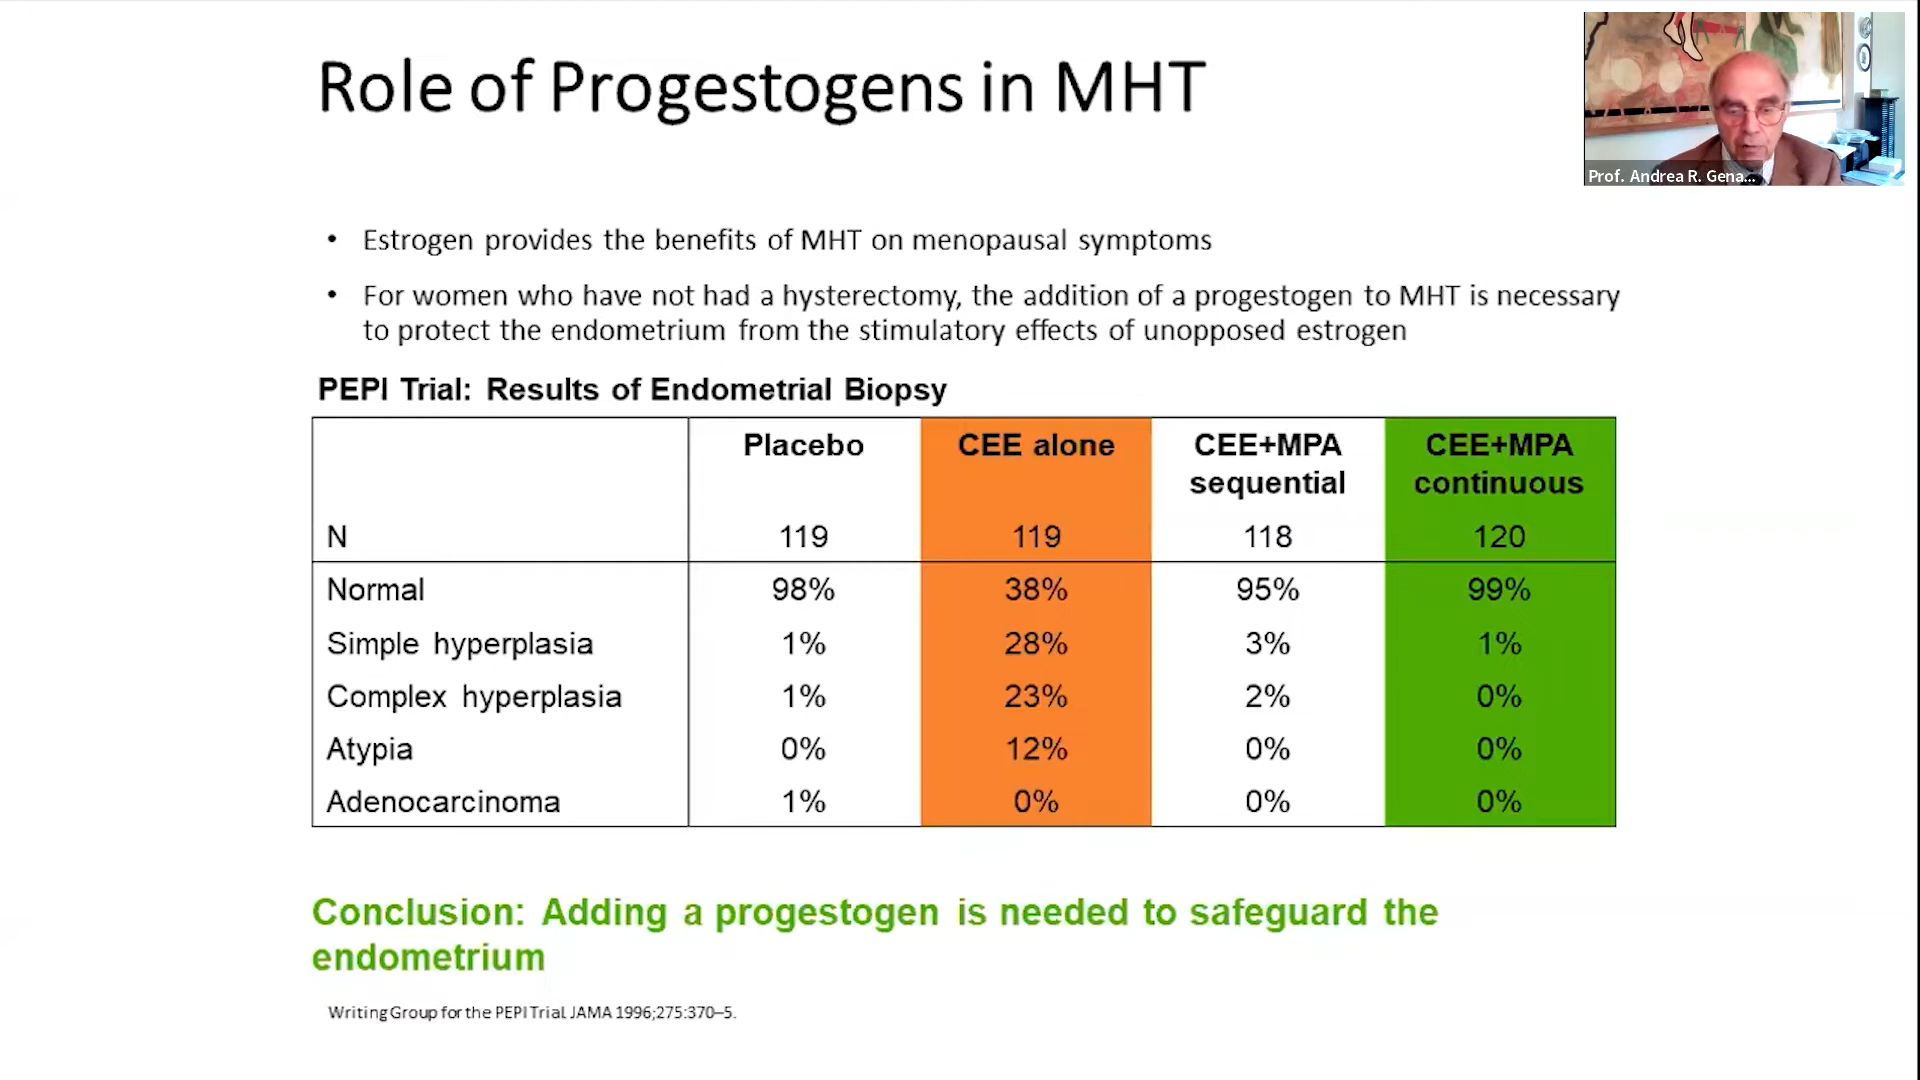 Role of Progestogens in MHT
Prof. Andrea R. Gena...
• Estrogen provides the benefits of MHT on menopausal symptoms
• For women who have not had a hysterectomy, the addition of a progestogen to MHT is necessary
to protect the endometrium from the stimulatory effects of unopposed estrogen
PEPI Trial: Results of Endometrial Biopsy
Placebo CEE alone CEE+MPA sequential CEE+MPA continuous
N 119 119 118 120
Normal 98% 38% 95% 99%
Simple hyperplasia 1% 28% 3% 1%
Complex hyperplasia 1% 23% 2% 0%
Atypia 0% 12% 0% 0%
Adenocarcinoma 1% 0% 0% 0%
Conclusion: Adding a progestogen is needed to safeguard the
endometrium
Writing Group for the PEPI Trial. JAMA 1996;275:370–5.